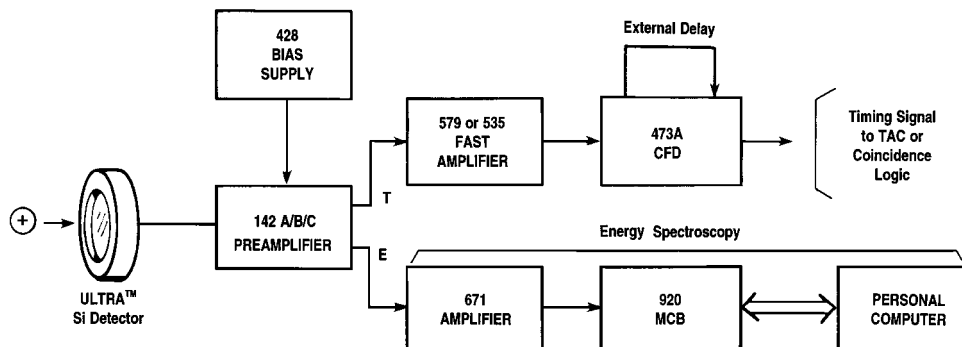 428
BIAS
SUPPLY
External Delay
579 or 535
FAST
AMPLIFIER
473A
CFD
Timing Signal
to TAC or
Coincidence
Logic
T
+
142 A/B/C
PREAMPLIFIER
E
Energy Spectroscopy
ULTRA™
Si Detector
671
AMPLIFIER
920
MCB
PERSONAL
COMPUTER